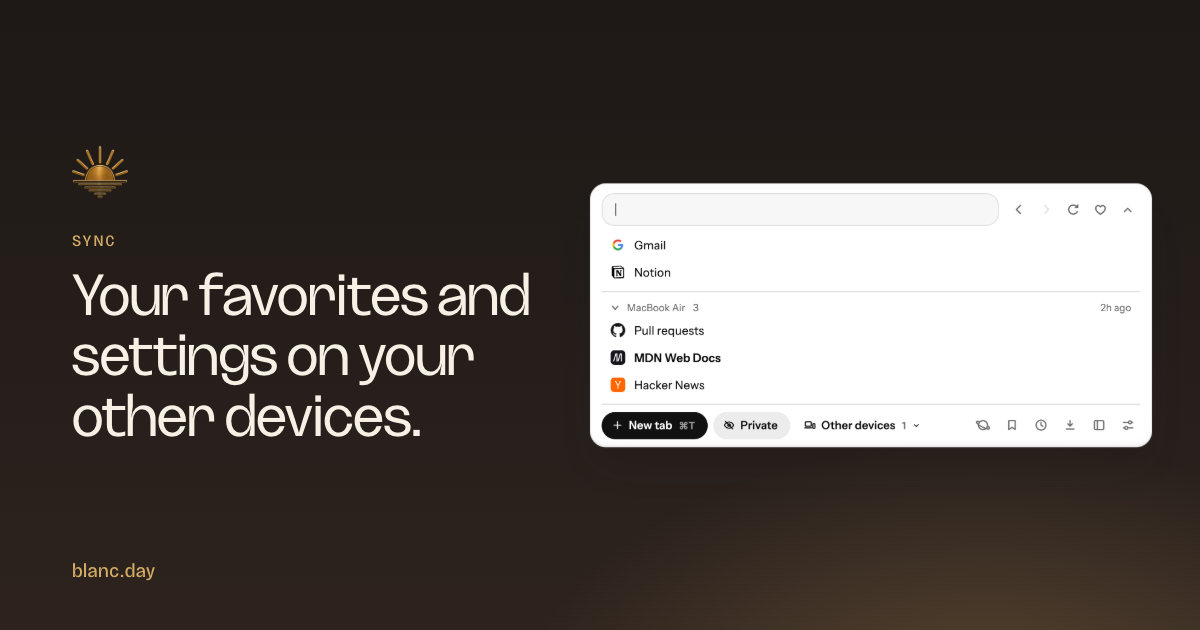 SYNC
Your favorites and
settings on your
other devices.
blanc.day
Gmail
Notion
MacBook Air 3 2h ago
Pull requests
MDN Web Docs
Hacker News
New tab ⌘T Private Other devices 1